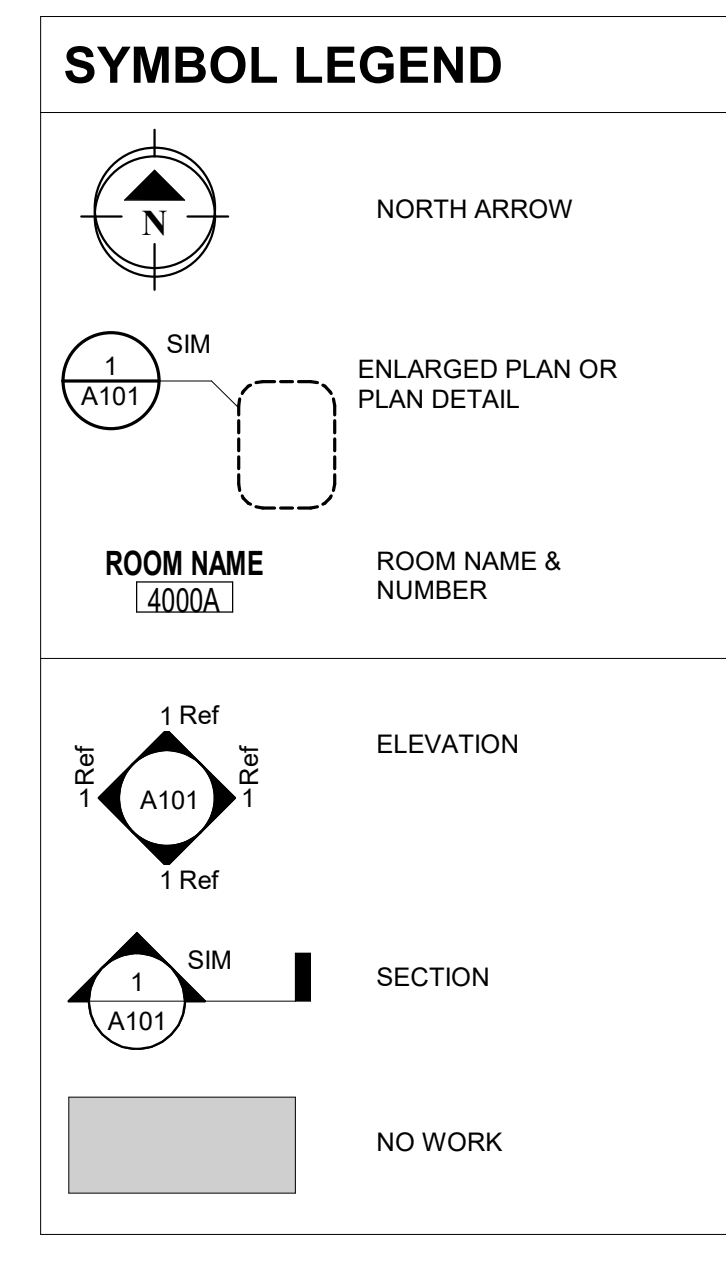 SYMBOL LEGEND
N
NORTH ARROW
1
A101
SIM
ENLARGED PLAN OR
PLAN DETAIL
ROOM NAME
4000A
ROOM NAME &
NUMBER
1 Ref
1 Ref
A101
1 Ref
1 Ref
ELEVATION
1
A101
SIM
SECTION
NO WORK